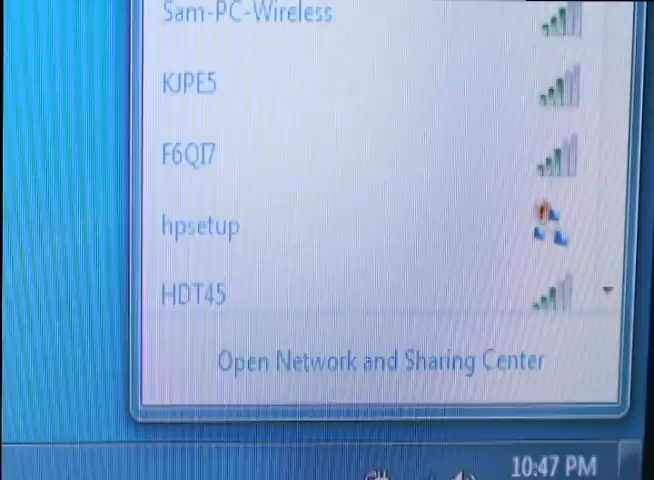 Sam-PC-Wireless
KJPE5
F6QI7
hpsetup
HDT45
Open Network and Sharing Center
10:47 PM